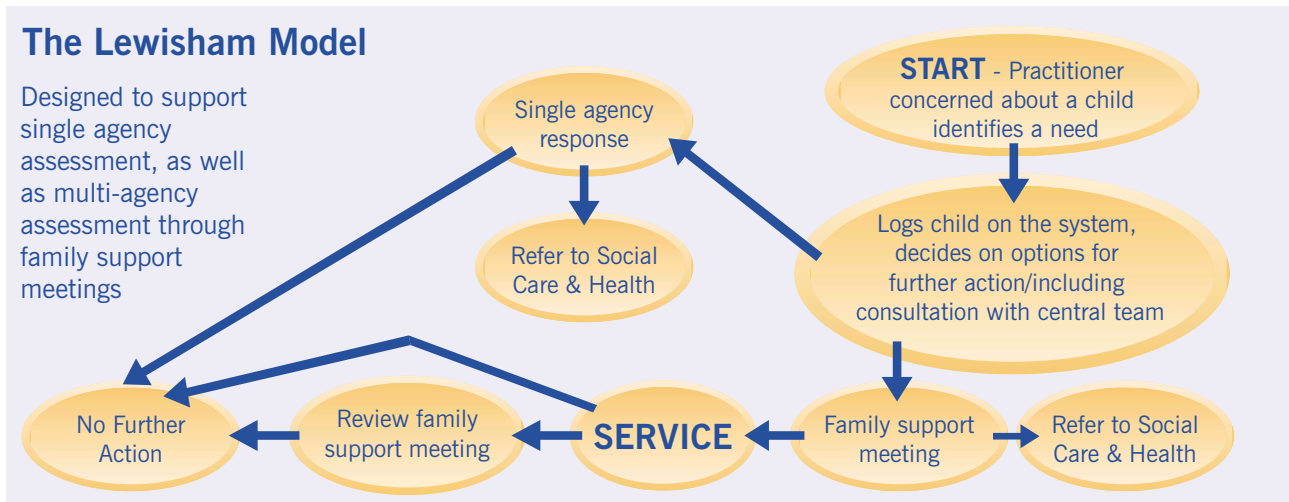 The Lewisham Model
Designed to support
single agency
assessment, as well
as multi-agency
assessment through
family support
meetings
START - Practitioner
concerned about a child
identifies a need
Logs child on the system,
decides on options for
further action/including
consultation with central team
Single agency
response
Refer to Social
Care & Health
No Further
Action
Review family
support meeting
SERVICE
Family support
meeting
Refer to Social
Care & Health